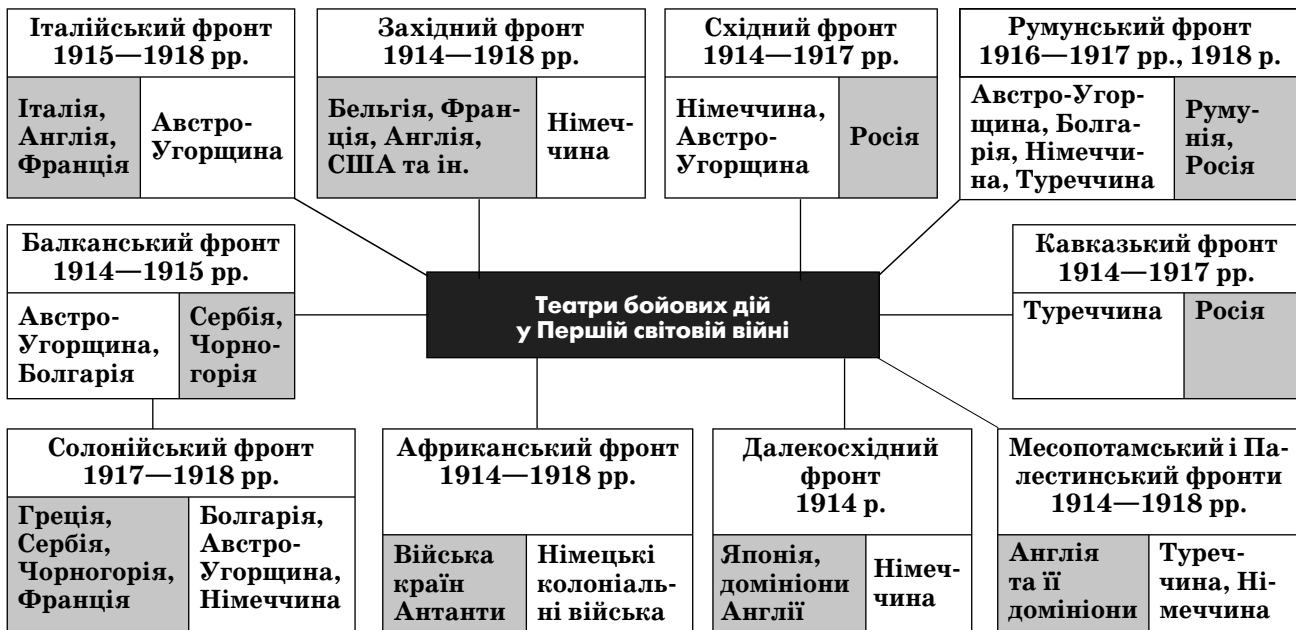 Італійський фронт
1915—1918 рр.
Італія,
Англія,
Франція
Австро-
Угорщина
Західний фронт
1914—1918 рр.
Бельгія, Фран-
ція, Англія,
США та ін.
Німеч-
чина
Східний фронт
1914—1917 рр.
Німеччина,
Австро-
Угорщина
Росія
Румунський фронт
1916—1917 рр., 1918 р.
Австро-Угор-
щина, Болга-
рія, Німеччи-
на, Туреччина
Руму-
нія,
Росія
Балканський фронт
1914—1915 рр.
Австро-
Угорщина,
Болгарія
Сербія,
Чорно-
горія
Театри бойових дій
у Першій світовій війні
Кавказький фронт
1914—1917 рр.
Туреччина
Росія
Солонійський фронт
1917—1918 рр.
Греція,
Сербія,
Чорногорія,
Франція
Болгарія,
Австро-
Угорщина,
Німеччина
Африканський фронт
1914—1918 рр.
Війська
країн
Антанти
Німецькі
колоніаль-
ні війська
Далекосхідний
фронт
1914 р.
Японія,
домініони
Англії
Німеч-
чина
Месопотамський і Па-
лестинський фронти
1914—1918 рр.
Англія
та її
домініони
Туреч-
чина, Ні-
меччина